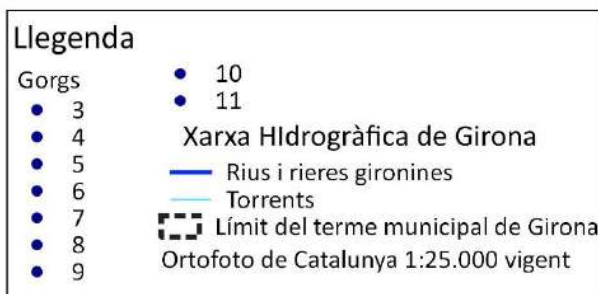 Llegenda
Gorgs
3
4
5
6
7
8
9
10
11
Xarxa HIdrogràfica de Girona
Rius i rieres gironines
Torrents
Límit del terme municipal de Girona
Ortofoto de Catalunya 1:25.000 vigent